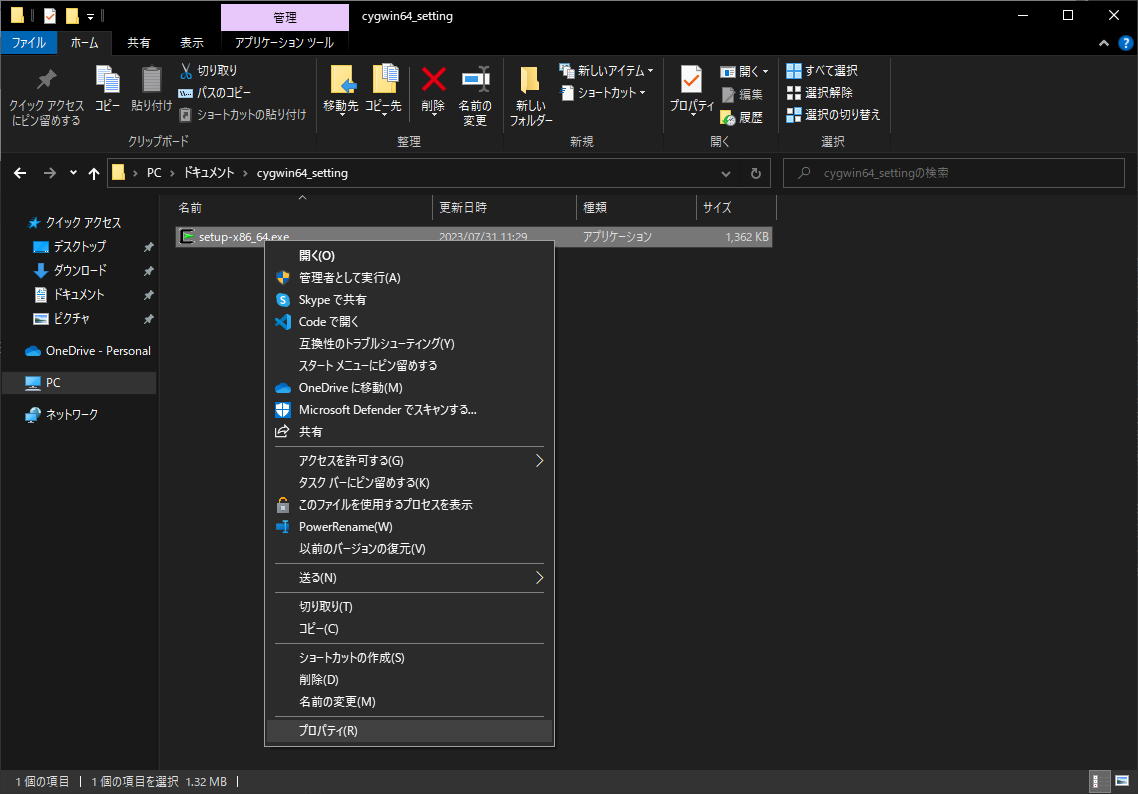 管理
cygwin64_setting
ファイル
ホーム
共有
表示
アプリケーション ツール
クイック アクセス
にピン留めする
コピー
貼り付け
切り取り
パスのコピー
ショートカットの貼り付け
クリップボード
移動先
コピー先
削除
名前の
変更
整理
新しい
フォルダー
新しいアイテム
ショートカット
新規
プロパティ
開く
編集
履歴
開く
すべて選択
選択解除
選択の切り替え
選択
PC
ドキュメント
cygwin64_setting
cygwin64_settingの検索
クイック アクセス
デスクトップ
ダウンロード
ドキュメント
ピクチャ
OneDrive - Personal
PC
ネットワーク
名前
更新日時
種類
サイズ
setup-x86_64.exe
2023/07/31 11:29
アプリケーション
1,362 KB
開く(O)
管理者として実行(A)
Skype で共有
Code で開く
互換性のトラブルシューティング(Y)
スタート メニューにピン留めする
OneDrive に移動(M)
Microsoft Defender でスキャンする...
共有
アクセスを許可する(G)
タスク バーにピン留めする(K)
このファイルを使用するプロセスを表示
PowerRename(W)
以前のバージョンの復元(V)
送る(N)
切り取り(T)
コピー(C)
ショートカットの作成(S)
削除(D)
名前の変更(M)
プロパティ(R)
1 個の項目
1 個の項目を選択 1.32 MB